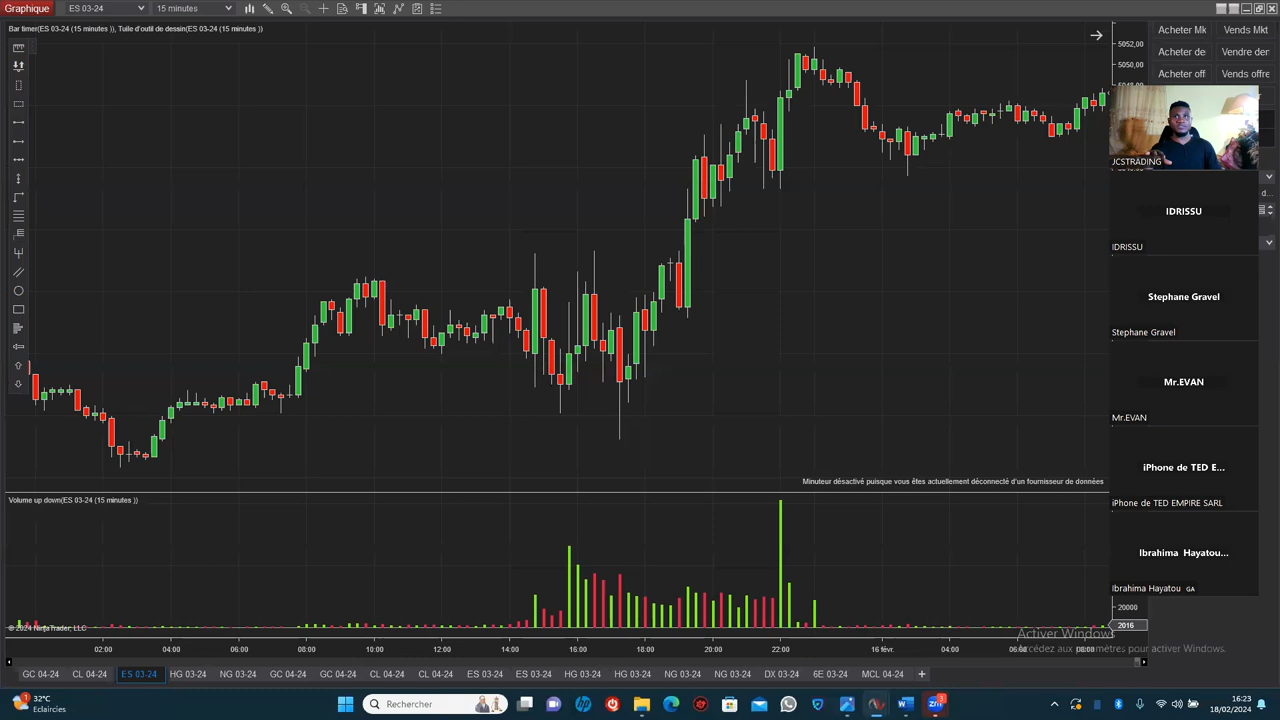 Graphique
ES 03-24
15 minutes
Bar timer(ES 03-24 (15 minutes )), Tuile d'outil de dessin(ES 03-24 (15 minutes ))
5052,00
5050,00
Acheter Mk
Vends Mkt
Acheter de
Vendre den
Acheter off
Vends offre
JCSTRADING
IDRISSU
IDRISSU
Stephane Gravel
Stephane Gravel
Mr.EVAN
Mr.EVAN
iPhone de TED E...
iPhone de TED EMPIRE SARL
Ibrahima Hayatou...
Ibrahima Hayatou GA
Minuteur désactivé puisque vous êtes actuellement déconnecté d'un fournisseur de données
Volume up down(ES 03-24 (15 minutes ))
20000
2016
© 2024 NinjaTrader, LLC
Activer Windows
Accédez aux paramètres pour activer Windows.
02:00 04:00 06:00 08:00 10:00 12:00 14:00 16:00 18:00 20:00 22:00 16 févr. 04:00 06:00 08:00
GC 04-24 CL 04-24 ES 03-24 HG 03-24 NG 03-24 GC 04-24 GC 04-24 CL 04-24 CL 04-24 ES 03-24 ES 03-24 HG 03-24 HG 03-24 NG 03-24 NG 03-24 DX 03-24 6E 03-24 MCL 04-24 +
1
32°C
Eclaircies
Rechercher
3
16:23
18/02/2024